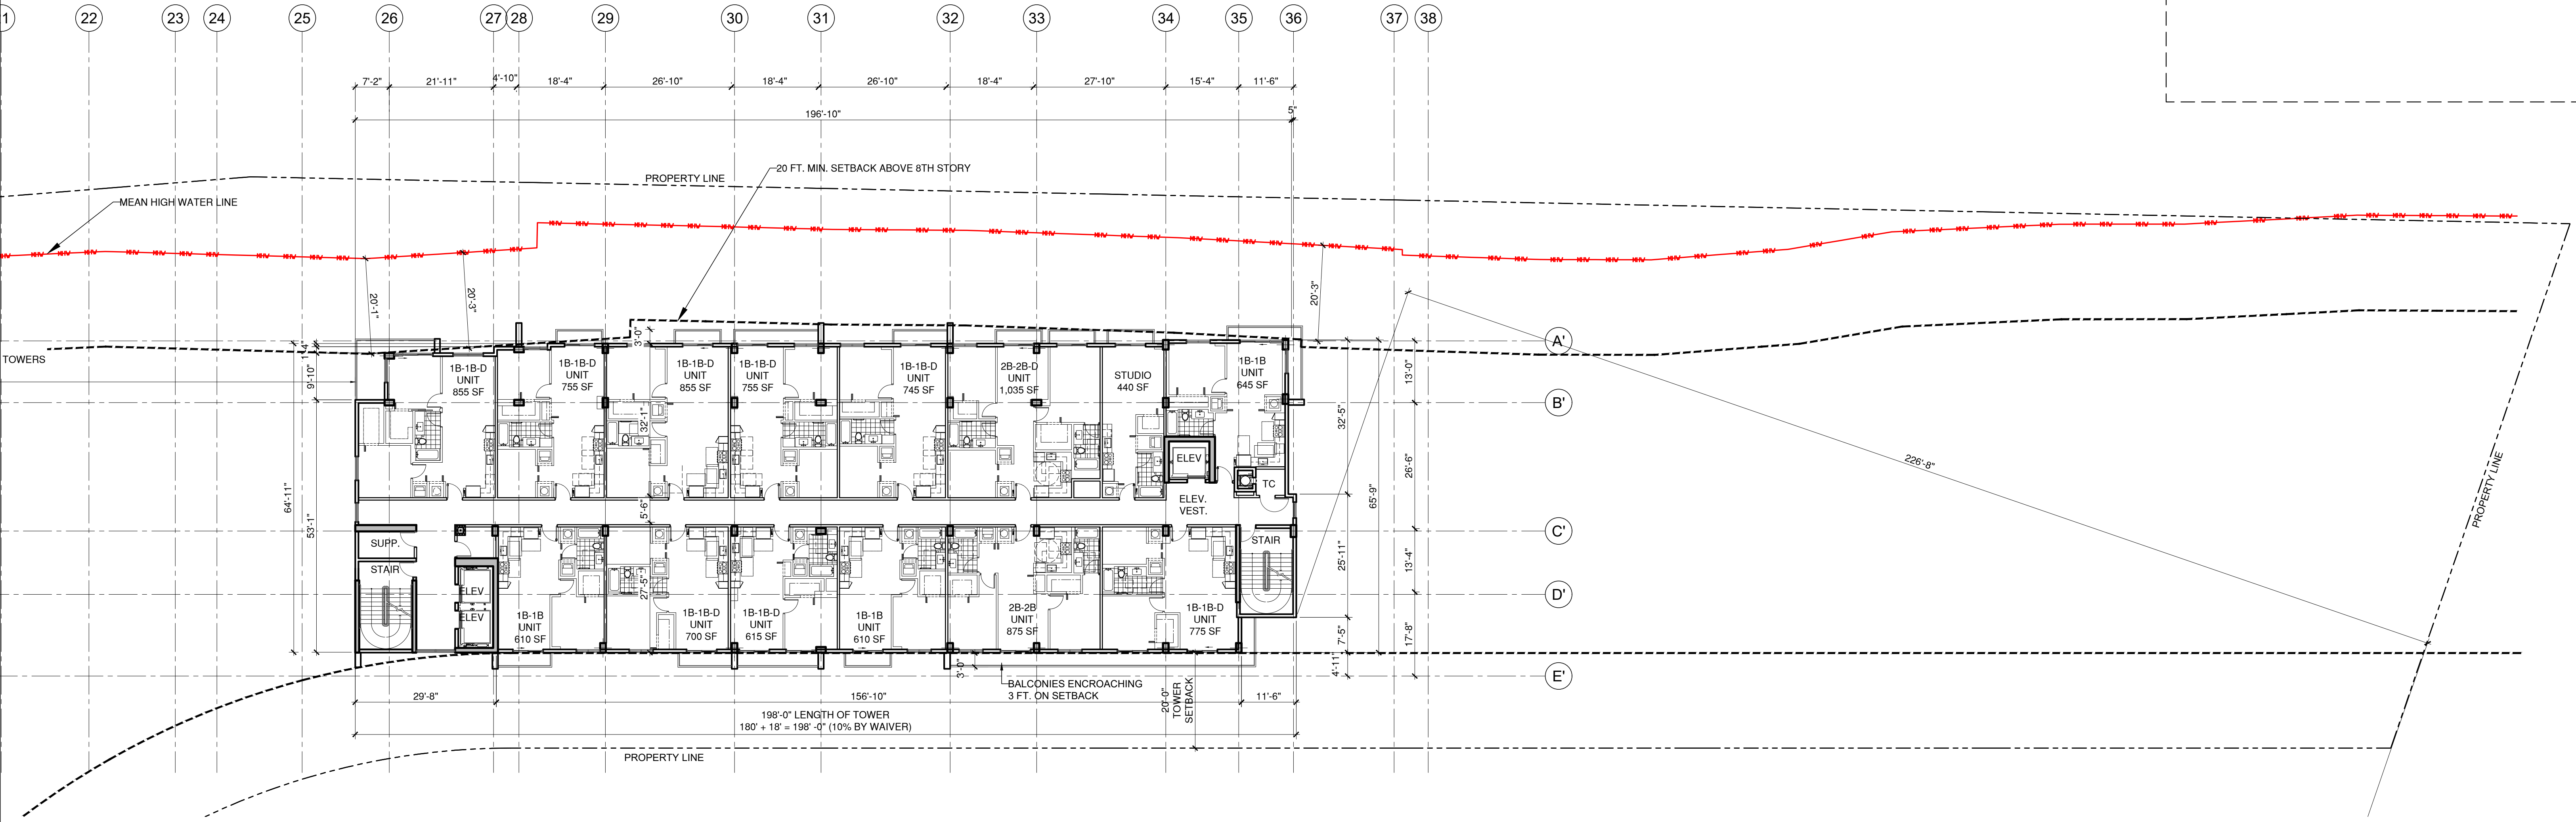 1
22
23
24
25
26
27
28
29
30
31
32
33
34
35
36
37
38
7'-2"
21'-11"
4'-10"
18'-4"
26'-10"
18'-4"
26'-10"
18'-4"
27'-10"
15'-4"
11'-6"
196'-10"
5"
20 FT. MIN. SETBACK ABOVE 8TH STORY
PROPERTY LINE
MEAN HIGH WATER LINE
20'-1"
20'-3"
20'-3"
TOWERS
1'-4"
9'-10"
3'-0"
A'
1B-1B-D
UNIT
855 SF
1B-1B-D
UNIT
755 SF
1B-1B-D
UNIT
855 SF
1B-1B-D
UNIT
755 SF
1B-1B-D
UNIT
745 SF
2B-2B-D
UNIT
1,035 SF
STUDIO
440 SF
1B-1B
UNIT
645 SF
13'-0"
B'
32'-1"
32'-5"
26'-6"
226'-8"
PROPERTY LINE
ELEV
TC
ELEV.
VEST.
64'-11"
53'-1"
5'-6"
65'-9"
C'
SUPP.
STAIR
STAIR
ELEV
ELEV
27'-5"
25'-11"
13'-4"
D'
1B-1B
UNIT
610 SF
1B-1B-D
UNIT
700 SF
1B-1B-D
UNIT
615 SF
1B-1B
UNIT
610 SF
2B-2B
UNIT
875 SF
1B-1B-D
UNIT
775 SF
7'-5"
17'-8"
4'-11"
3'-0"
E'
BALCONIES ENCROACHING
3 FT. ON SETBACK
20'-0"
TOWER
SETBACK
29'-8"
156'-10"
11'-6"
198'-0" LENGTH OF TOWER
180' + 18' = 198' -0" (10% BY WAIVER)
PROPERTY LINE